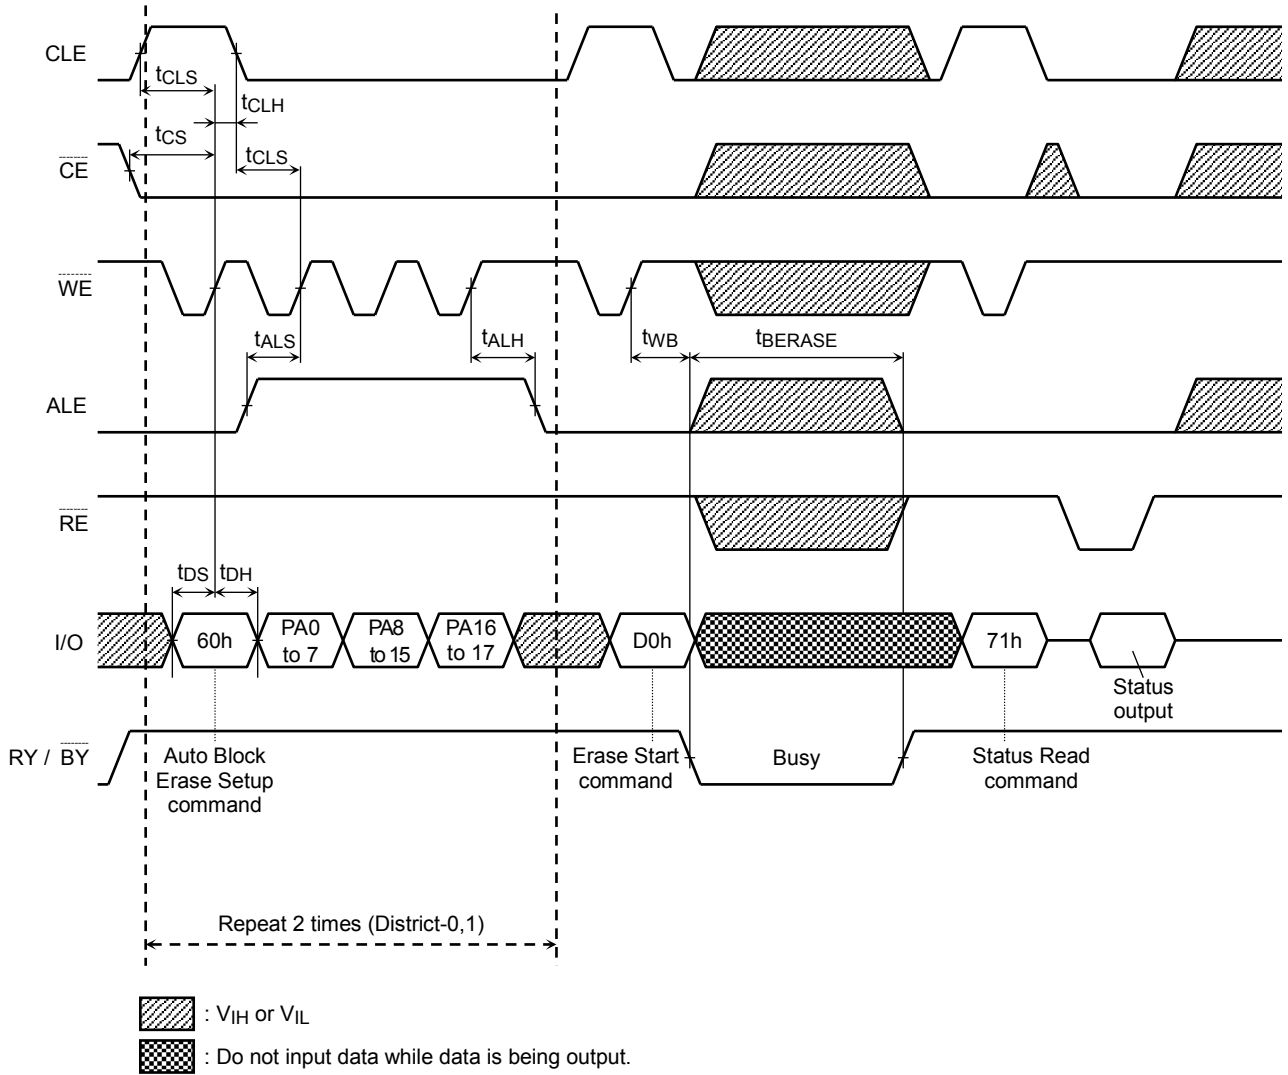 CLE
tCLS
tCLH
tCS
tCLS
CE
WE
tALS
tALH
tWB
tBERASE
ALE
RE
tDS
tDH
I/O
60h
PA0
to 7
PA8
to 15
PA16
to 17
D0h
71h
Status
output
RY / BY
Auto Block
Erase Setup
command
Erase Start
command
Busy
Status Read
command
Repeat 2 times (District-0,1)
: VIH or VIL
: Do not input data while data is being output.